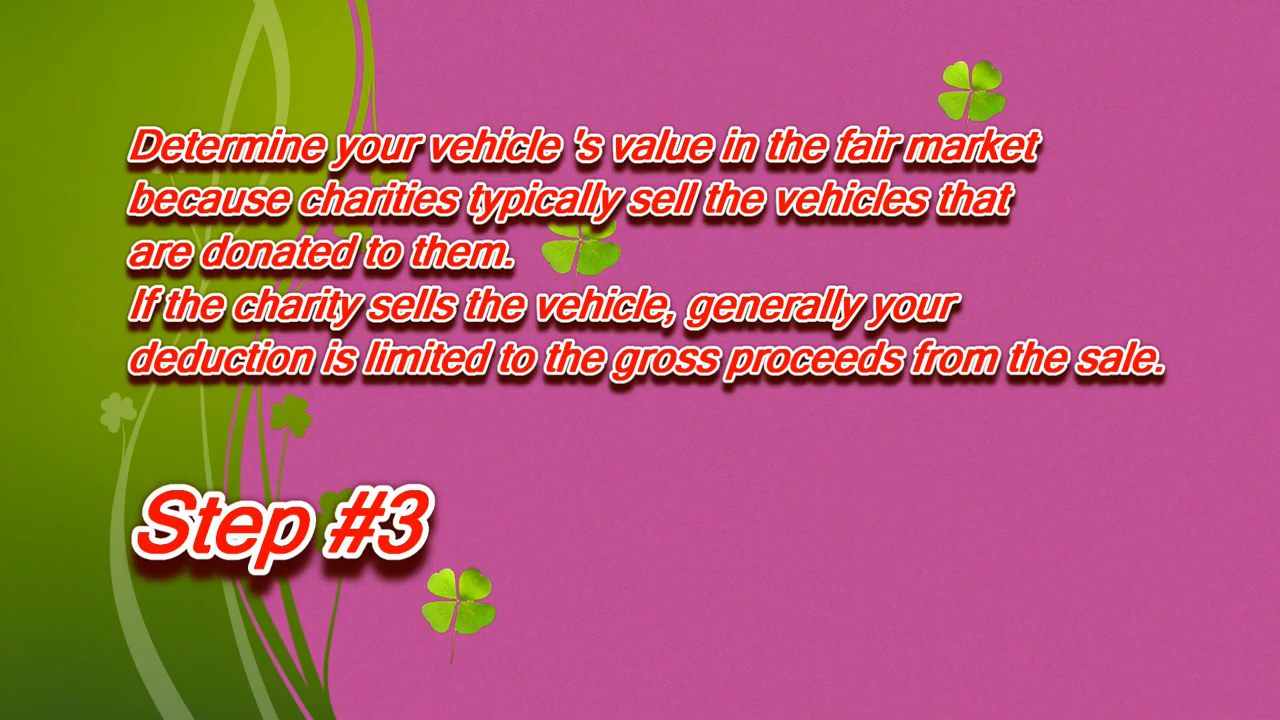 Determine your vehicle 's value in the fair market
because charities typically sell the vehicles that
are donated to them.
If the charity sells the vehicle, generally your
deduction is limited to the gross proceeds from the sale.
Step #3